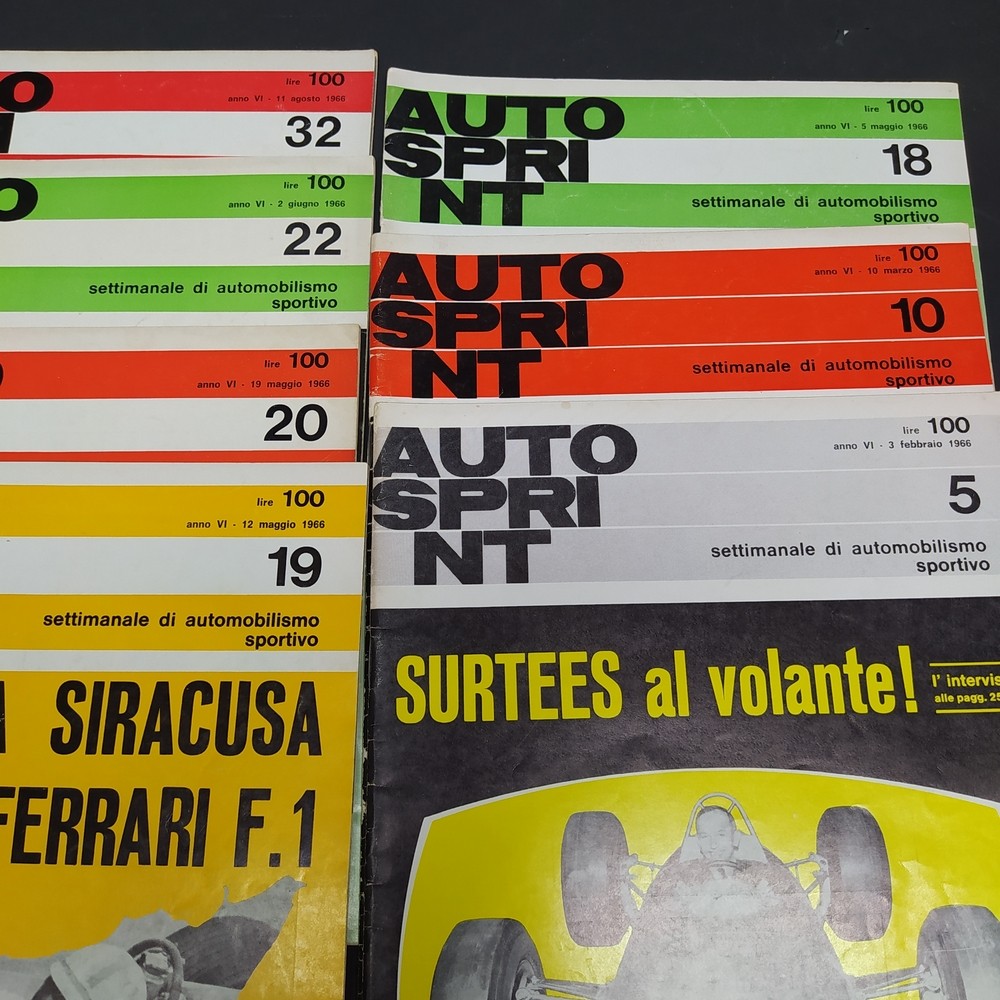 lire 100
anno VI - 11 agosto 1966
32
lire 100
anno VI - 2 giugno 1966
22
settimanale di automobilismo
sportivo
lire 100
anno VI - 19 maggio 1966
20
lire 100
anno VI - 12 maggio 1966
19
settimanale di automobilismo
sportivo
A SIRACUSA
FERRARI F.1
AUTO
SPRI
NT
lire 100
anno VI - 5 maggio 1966
18
settimanale di automobilismo
sportivo
AUTO
SPRI
NT
lire 100
anno VI - 10 marzo 1966
10
settimanale di automobilismo
sportivo
AUTO
SPRI
NT
lire 100
anno VI - 3 febbraio 1966
5
settimanale di automobilismo
sportivo
SURTEES al volante!
l' intervis
alle pagg. 25